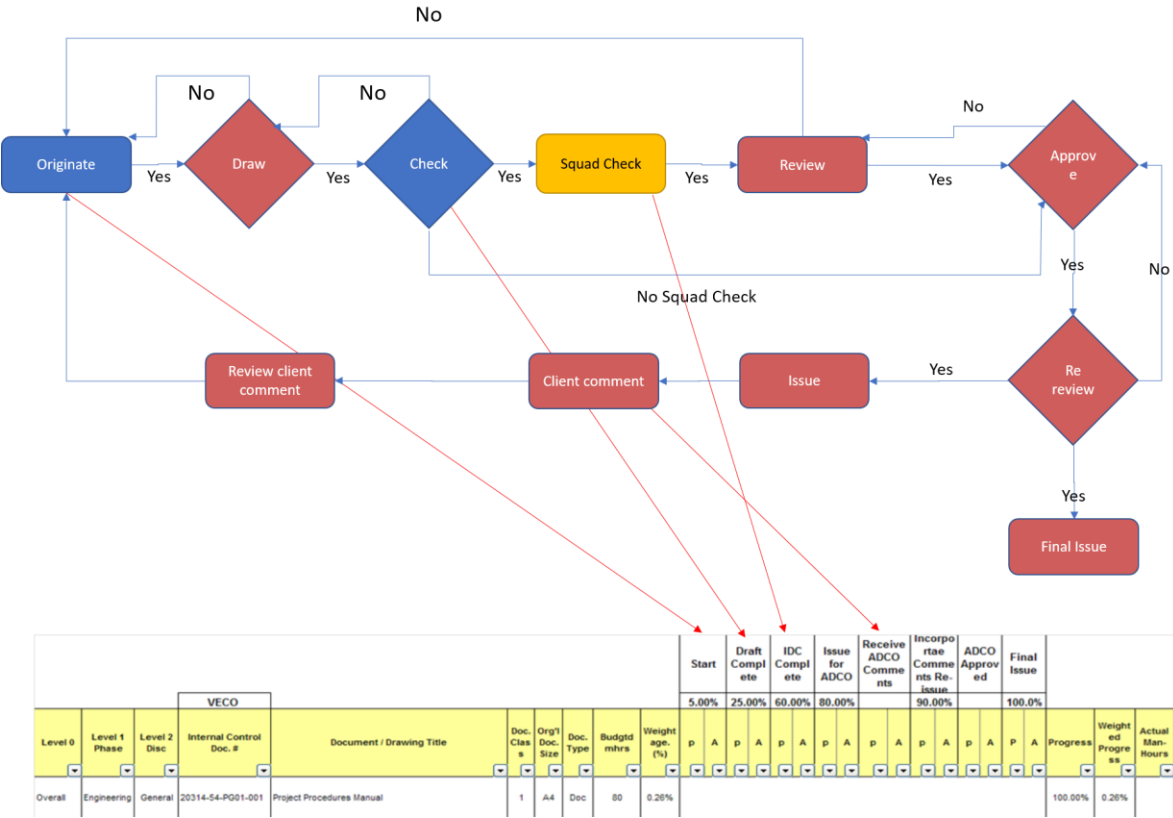 No
No
No
No
Originate
Yes
Draw
Yes
Check
Yes
Squad Check
Yes
Review
Yes
Approv
e
No Squad Check
Yes
No
Review client
comment
Client comment
Issue
Yes
Re
review
Yes
Final Issue
Start
Draft
Compl
ete
IDC
Compl
ete
Issue
for
ADCO
Receive
ADCO
Comme
nts
Incorpo
rtae
Comme
nts Re-
issue
ADCO
Approv
ed
Final
Issue
VECO
5.00% 25.00% 60.00% 80.00% 90.00% 100.0%
Level 0
Level 1
Phase
Level 2
Disc
Internal Control
Doc. #
Document / Drawing Title
Doc.
Clas
s
Org'l
Doc.
Size
Doc.
Type
Budgtd
mhrs
Weight
age.
(%)
P A P A P A P A P A P A P A P A
Progress
Weight
ed
Progre
ss
Actual
Man-
Hours
Overall Engineering General 20314-54-PG01-001 Project Procedures Manual 1 A4 Doc 80 0.26% 100.00% 0.26%